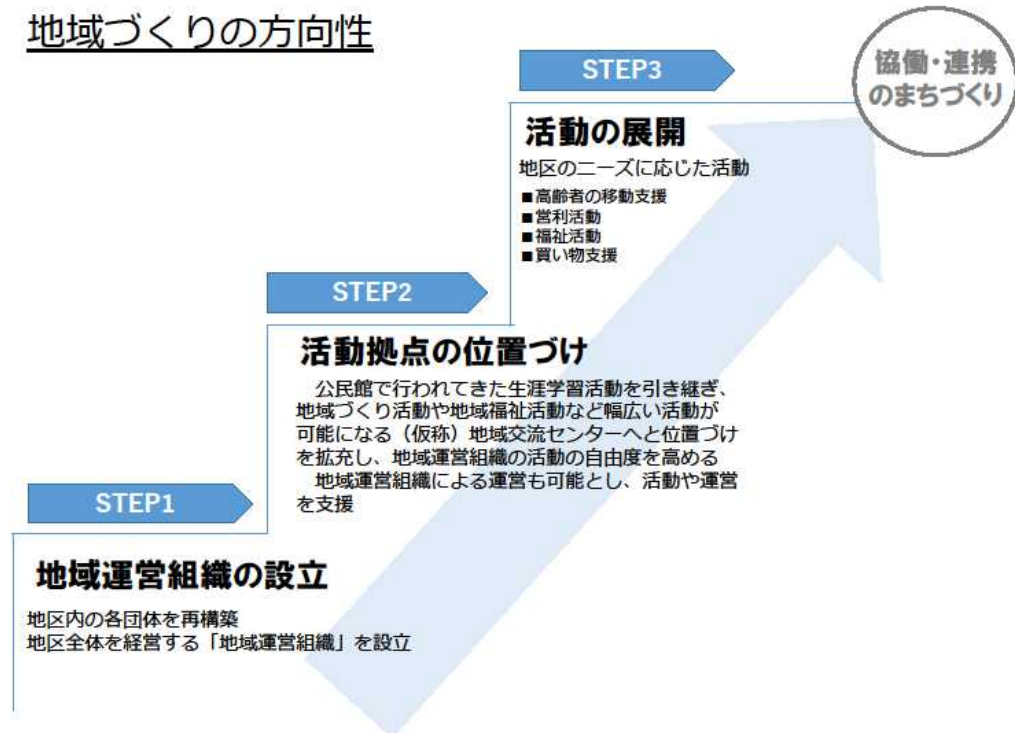 地域づくりの方向性
協働・連携
のまちづくり
STEP3
活動の展開
地区のニーズに応じた活動
■高齢者の移動支援
■営利活動
■福祉活動
■買い物支援
STEP2
活動拠点の位置づけ
　公民館で行われてきた生涯学習活動を引き継ぎ、
地域づくり活動や地域福祉活動など幅広い活動が
可能になる（仮称）地域交流センターへと位置づけ
を拡充し、地域運営組織の活動の自由度を高める
　地域運営組織による運営も可能とし、活動や運営
を支援
STEP1
地域運営組織の設立
地区内の各団体を再構築
地区全体を経営する「地域運営組織」を設立